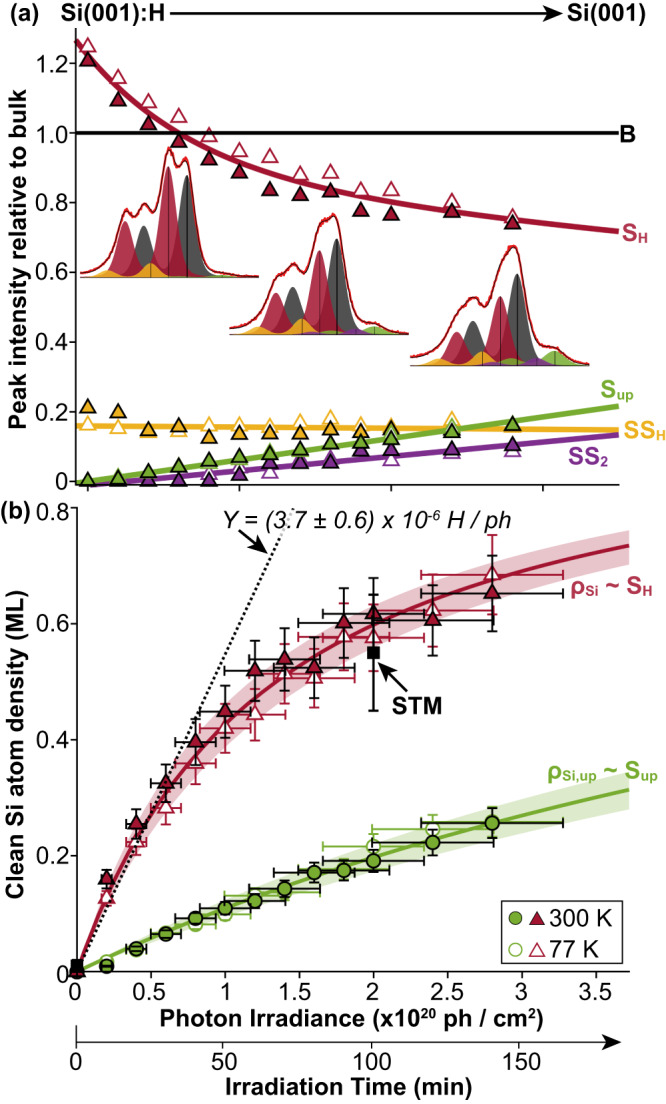 Si(001):H Si(001)
(a)
Peak intensity relative to bulk
1.2
1.0
0.8
0.6
0.4
0.2
0
B
SH
Sup
SSH
SS2
(b)
Y = (3.7 ± 0.6) x 10-6 H / ph
Clean Si atom density (ML)
0.8
0.6
0.4
0.2
0
ρSi ~ SH
STM
ρSi,up ~ Sup
300 K
77 K
0 0.5 1.0 1.5 2.0 2.5 3.0 3.5
Photon Irradiance (x1020 ph / cm2)
0 50 100 150
Irradiation Time (min)